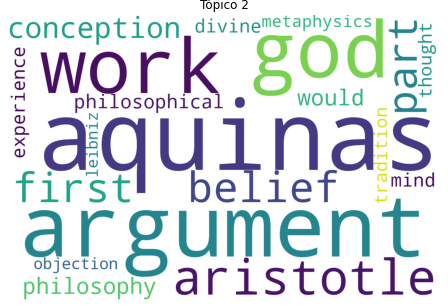 Tópico 2
conception divine metaphysics
work god part thought
experience philosophical would
aquinas
leibniz tradition
first belief mind
argument
objection aristotle
philosophy